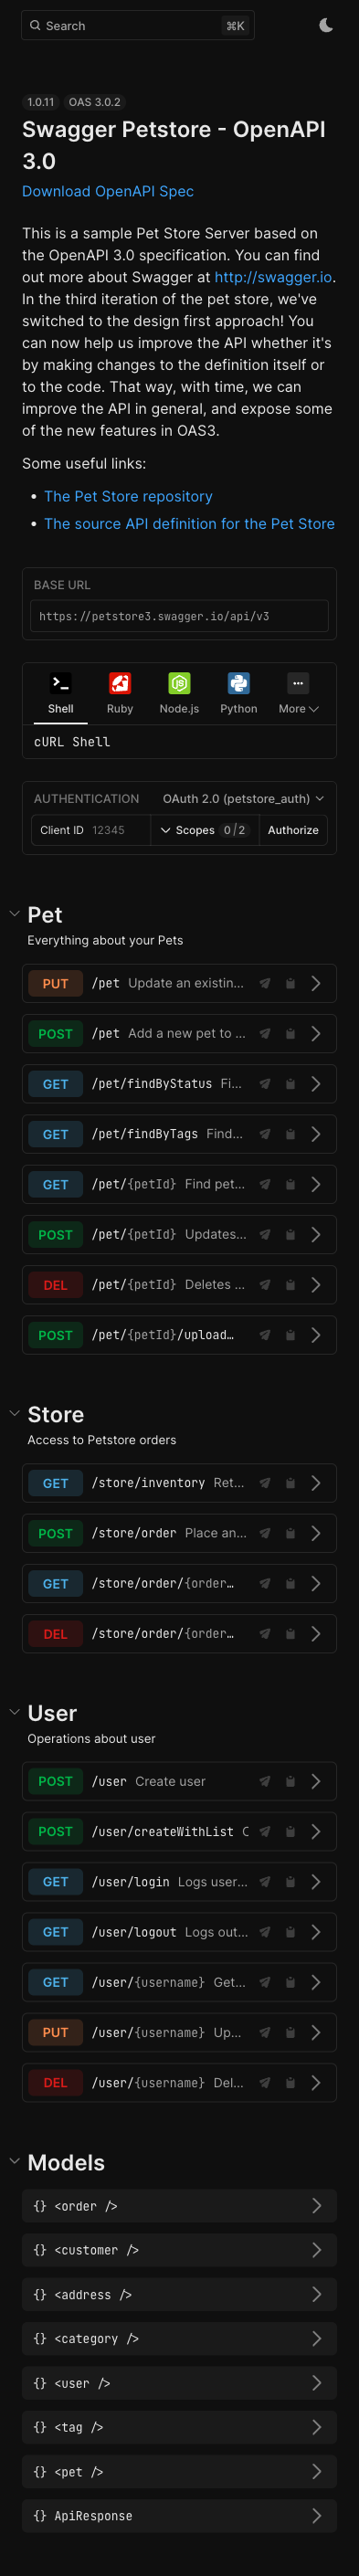 Search ⌘K
1.0.11 OAS 3.0.2
Swagger Petstore - OpenAPI
3.0
Download OpenAPI Spec
This is a sample Pet Store Server based on
the OpenAPI 3.0 specification. You can find
out more about Swagger at http://swagger.io.
In the third iteration of the pet store, we've
switched to the design first approach! You
can now help us improve the API whether it's
by making changes to the definition itself or
to the code. That way, with time, we can
improve the API in general, and expose some
of the new features in OAS3.
Some useful links:
• The Pet Store repository
• The source API definition for the Pet Store
BASE URL
https://petstore3.swagger.io/api/v3
Shell Ruby Node.js Python More
cURL Shell
AUTHENTICATION OAuth 2.0 (petstore_auth)
Client ID 12345 Scopes 0/2 Authorize
Pet
Everything about your Pets
PUT /pet Update an existin...
POST /pet Add a new pet to ...
GET /pet/findByStatus Fi...
GET /pet/findByTags Find...
GET /pet/{petId} Find pet...
POST /pet/{petId} Updates...
DEL /pet/{petId} Deletes ...
POST /pet/{petId}/upload…
Store
Access to Petstore orders
GET /store/inventory Ret...
POST /store/order Place an...
GET /store/order/{order…
DEL /store/order/{order…
User
Operations about user
POST /user Create user
POST /user/createWithList C
GET /user/login Logs user...
GET /user/logout Logs out...
GET /user/{username} Get...
PUT /user/{username} Up...
DEL /user/{username} Del...
Models
{} <order />
{} <customer />
{} <address />
{} <category />
{} <user />
{} <tag />
{} <pet />
{} ApiResponse